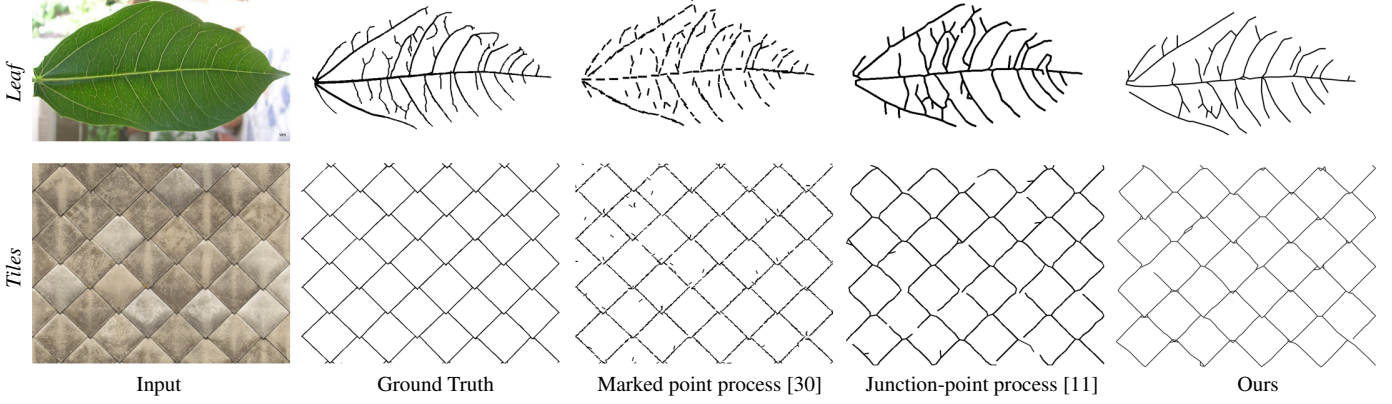 Leaf
Tiles
Input
Ground Truth
Marked point process [30]
Junction-point process [11]
Ours